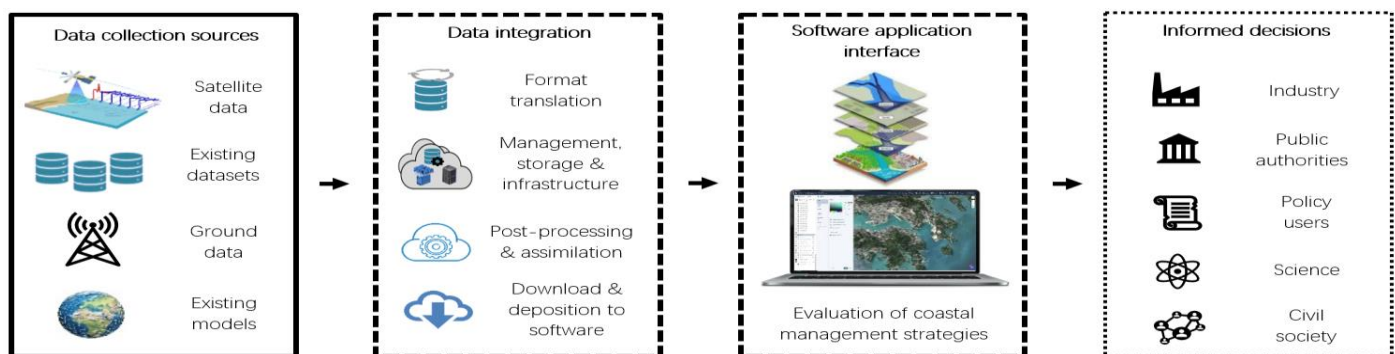 Data collection sources
Satellite
data
Existing
datasets
Ground
data
Existing
models
Data integration
Format
translation
Management,
storage &
infrastructure
Post-processing
& assimilation
Download &
deposition to
software
Software application
interface
Evaluation of coastal
management strategies
Informed decisions
Industry
Public
authorities
Policy
users
Science
Civil
society